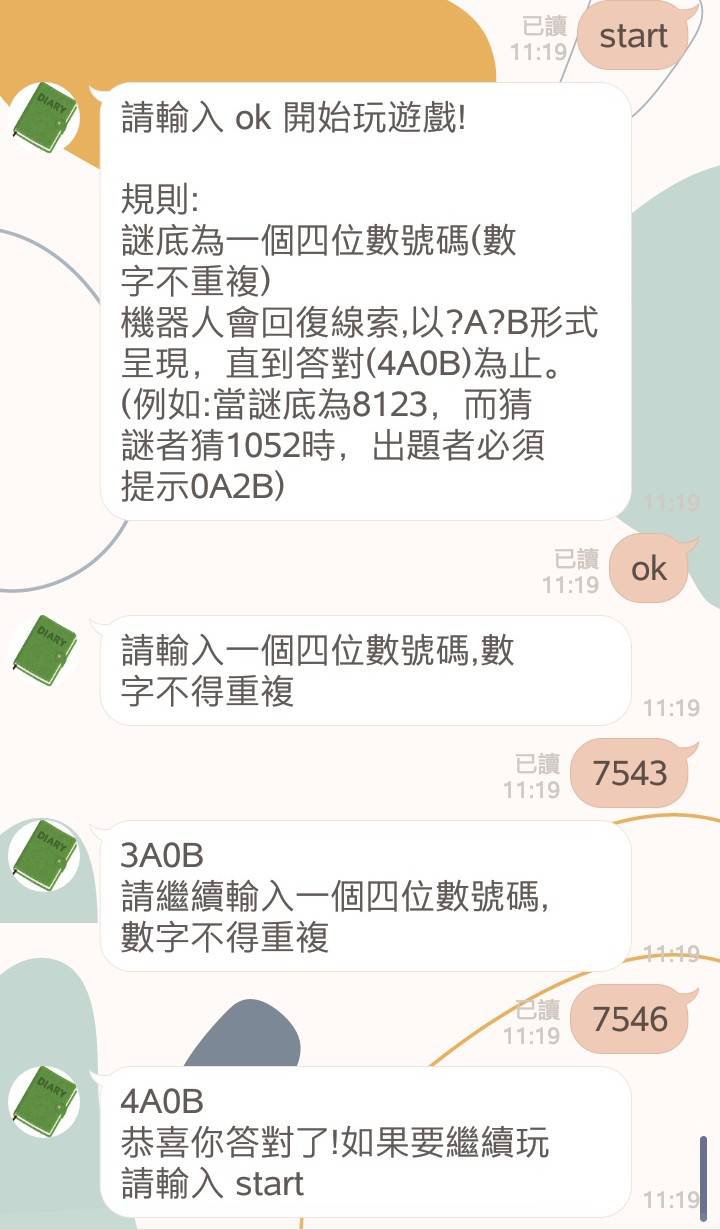 已讀
11:19
start
DIARY
請輸入 ok 開始玩遊戲!
規則:
謎底為一個四位數號碼(數
字不重複)
機器人會回復線索,以?A?B形式
呈現，直到答對(4A0B)為止。
(例如:當謎底為8123，而猜
謎者猜1052時，出題者必須
提示0A2B)
11:19
已讀
11:19
ok
DIARY
請輸入一個四位數號碼,數
字不得重複
11:19
已讀
11:19
7543
DIARY
3A0B
請繼續輸入一個四位數號碼,
數字不得重複
11:19
已讀
11:19
7546
DIARY
4A0B
恭喜你答對了!如果要繼續玩
請輸入 start
11:19